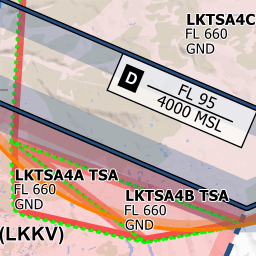 LKTSA4C
FL 660
GND
D
FL 95
4000 MSL
LKTSA4A TSA
FL 660
GND
LKTSA4B TSA
FL 660
GND
(LKKV)